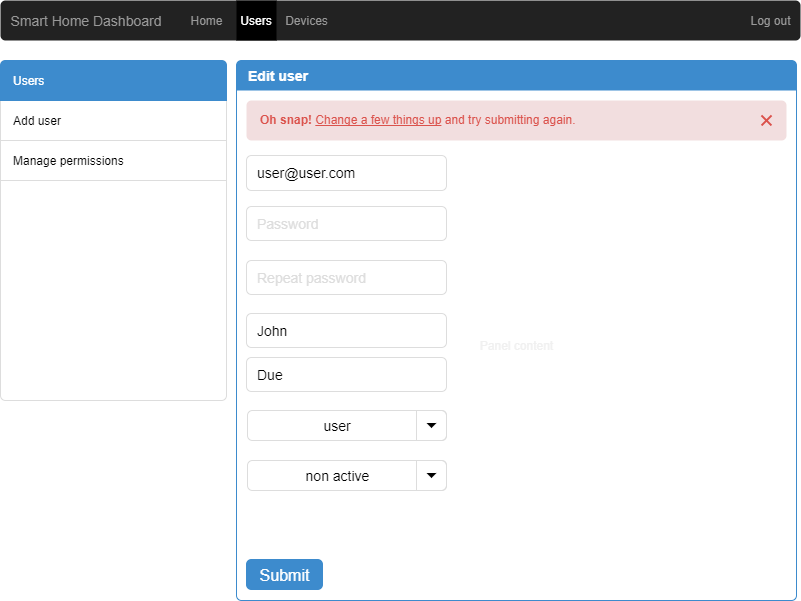 Smart Home Dashboard Home Users Devices Log out
Users
Add user
Manage permissions
Edit user
Oh snap! Change a few things up and try submitting again.
user@user.com
Password
Repeat password
John
Due
Panel content
user
non active
Submit